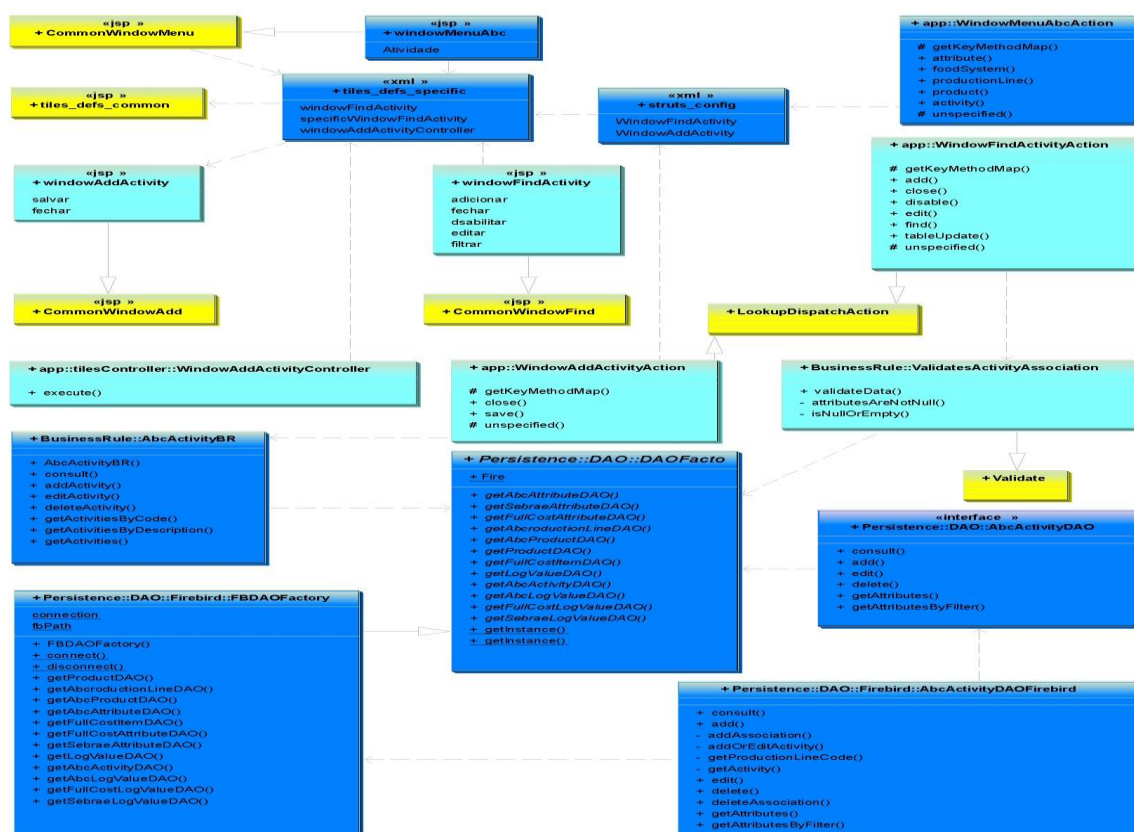 «jsp »
+ CommonWindowMenu
«jsp »
+ windowMenuAbc
Atividade
app::WindowMenuAbcAction
# getKeyMethodMap()
+ attribute()
+ foodSystem()
+ productionLine()
+ product()
+ activity()
# unspecified()
«jsp »
+ tiles_defs_common
«xml »
+ tiles_defs_specific
windowFindActivity
specificWindowFindActivity
windowAddActivityController
«xml »
+ struts_config
WindowFindActivity
WindowAddActivity
+ app::WindowFindActivityAction
# getKeyMethodMap()
+ add()
+ close()
+ disable()
+ edit()
+ find()
+ tableUpdate()
# unspecified()
«jsp »
+ windowAddActivity
salvar
fechar
«jsp »
+ windowFindActivity
adicionar
fechar
dsabilitar
editar
filtrar
«jsp »
+ CommonWindowAdd
«jsp »
+ CommonWindowFind
+ LookupDispatchAction
+ app::tilesController::WindowAddActivityController
+ execute()
+ app::WindowAddActivityAction
# getKeyMethodMap()
+ close()
+ save()
# unspecified()
+ BusinessRule::ValidatesActivityAssociation
+ validateData()
- attributesAreNotNull()
- isNullOrEmpty()
+ BusinessRule::AbcActivityBR
+ AbcActivityBR()
+ consult()
+ addActivity()
+ editActivity()
+ deleteActivity()
+ getActivitiesByCode()
+ getActivitiesByDescription()
+ getActivities()
+ Persistence::DAO::DAOFacto
+ Fire
+ getAbcAttributeDAO()
+ getSebraeAttributeDAO()
+ getFullCostAttributeDAO()
+ getAbcroductionLineDAO()
+ getAbcProductDAO()
+ getProductDAO()
+ getFullCostItemDAO()
+ getLogValueDAO()
+ getAbcActivityDAO()
+ getAbcLogValueDAO()
+ getFullCostLogValueDAO()
+ getSebraeLogValueDAO()
+ getInstance()
+ getInstance()
+ Validate
«interface »
+ Persistence::DAO::AbcActivityDAO
+ consult()
+ add()
+ edit()
+ delete()
+ getAttributes()
+ getAttributesByFilter()
+ Persistence::DAO::Firebird::FBDAOFactory
connection
fbPath
+ FBDAOFactory()
+ connect()
+ disconnect()
+ getProductDAO()
+ getAbcroductionLineDAO()
+ getAbcProductDAO()
+ getAbcAttributeDAO()
+ getFullCostItemDAO()
+ getFullCostAttributeDAO()
+ getSebraeAttributeDAO()
+ getLogValueDAO()
+ getAbcActivityDAO()
+ getAbcLogValueDAO()
+ getFullCostLogValueDAO()
+ getSebraeLogValueDAO()
+ Persistence::DAO::Firebird::AbcActivityDAOFirebird
+ consult()
+ add()
- addAssociation()
- addOrEditActivity()
- getProductionLineCode()
- getActivity()
+ edit()
+ delete()
+ deleteAssociation()
+ getAttributes()
+ getAttributesByFilter()